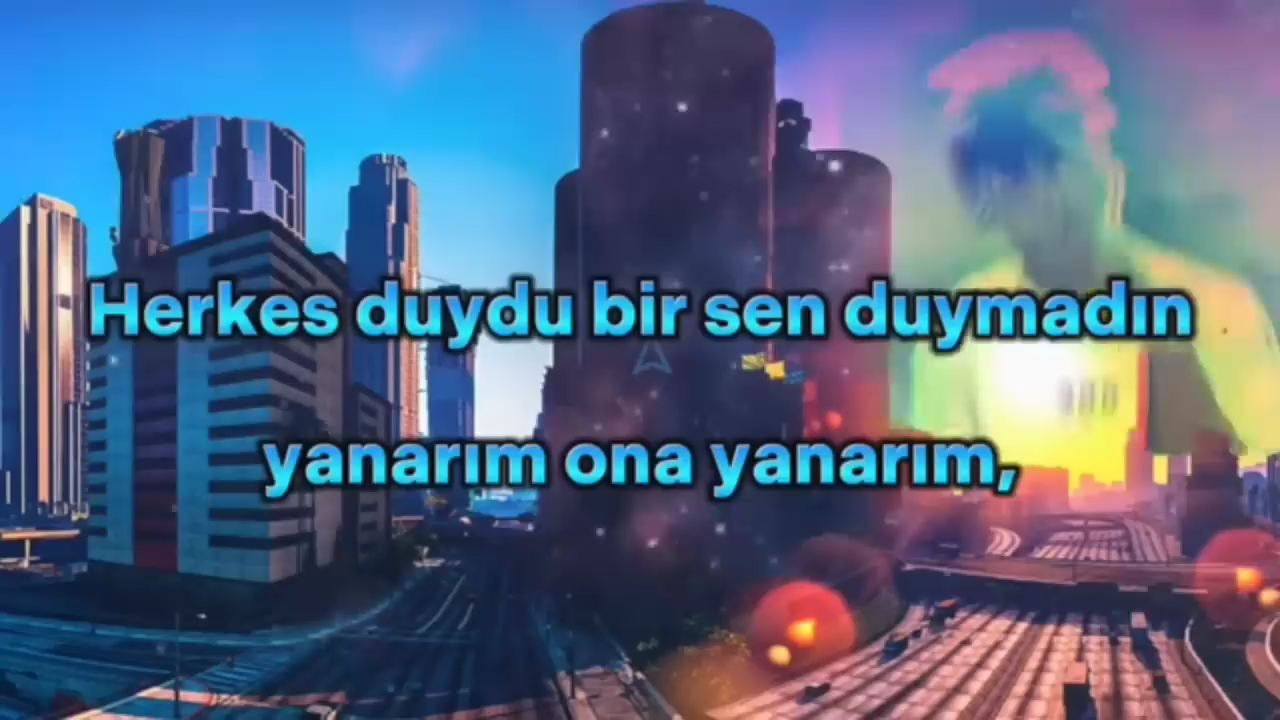 Herkes duydu bir sen duymadın
yanarım ona yanarım,